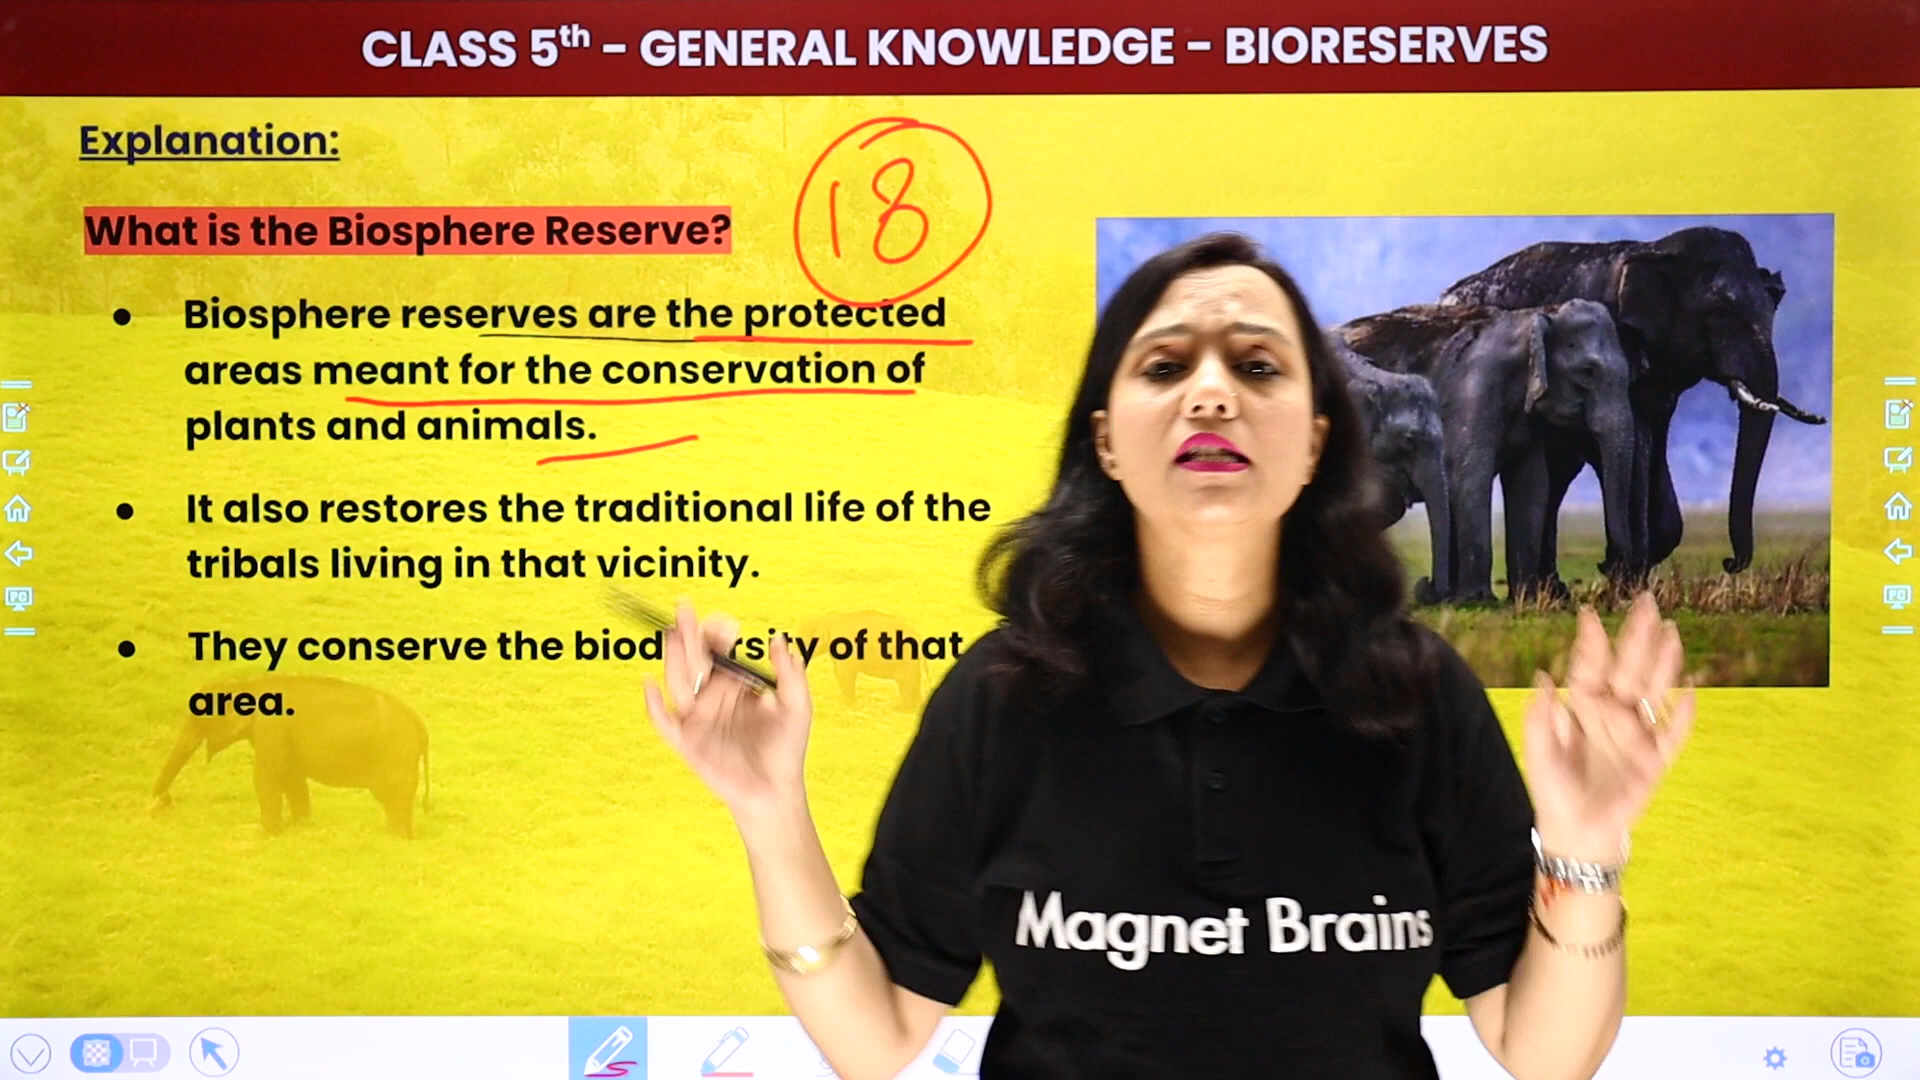 CLASS 5th – GENERAL KNOWLEDGE – BIORESERVES
Explanation:
18
What is the Biosphere Reserve?
• Biosphere reserves are the protected
areas meant for the conservation of
plants and animals.
• It also restores the traditional life of the
tribals living in that vicinity.
• They conserve the of that
area.
Magnet Brains
PC
PC